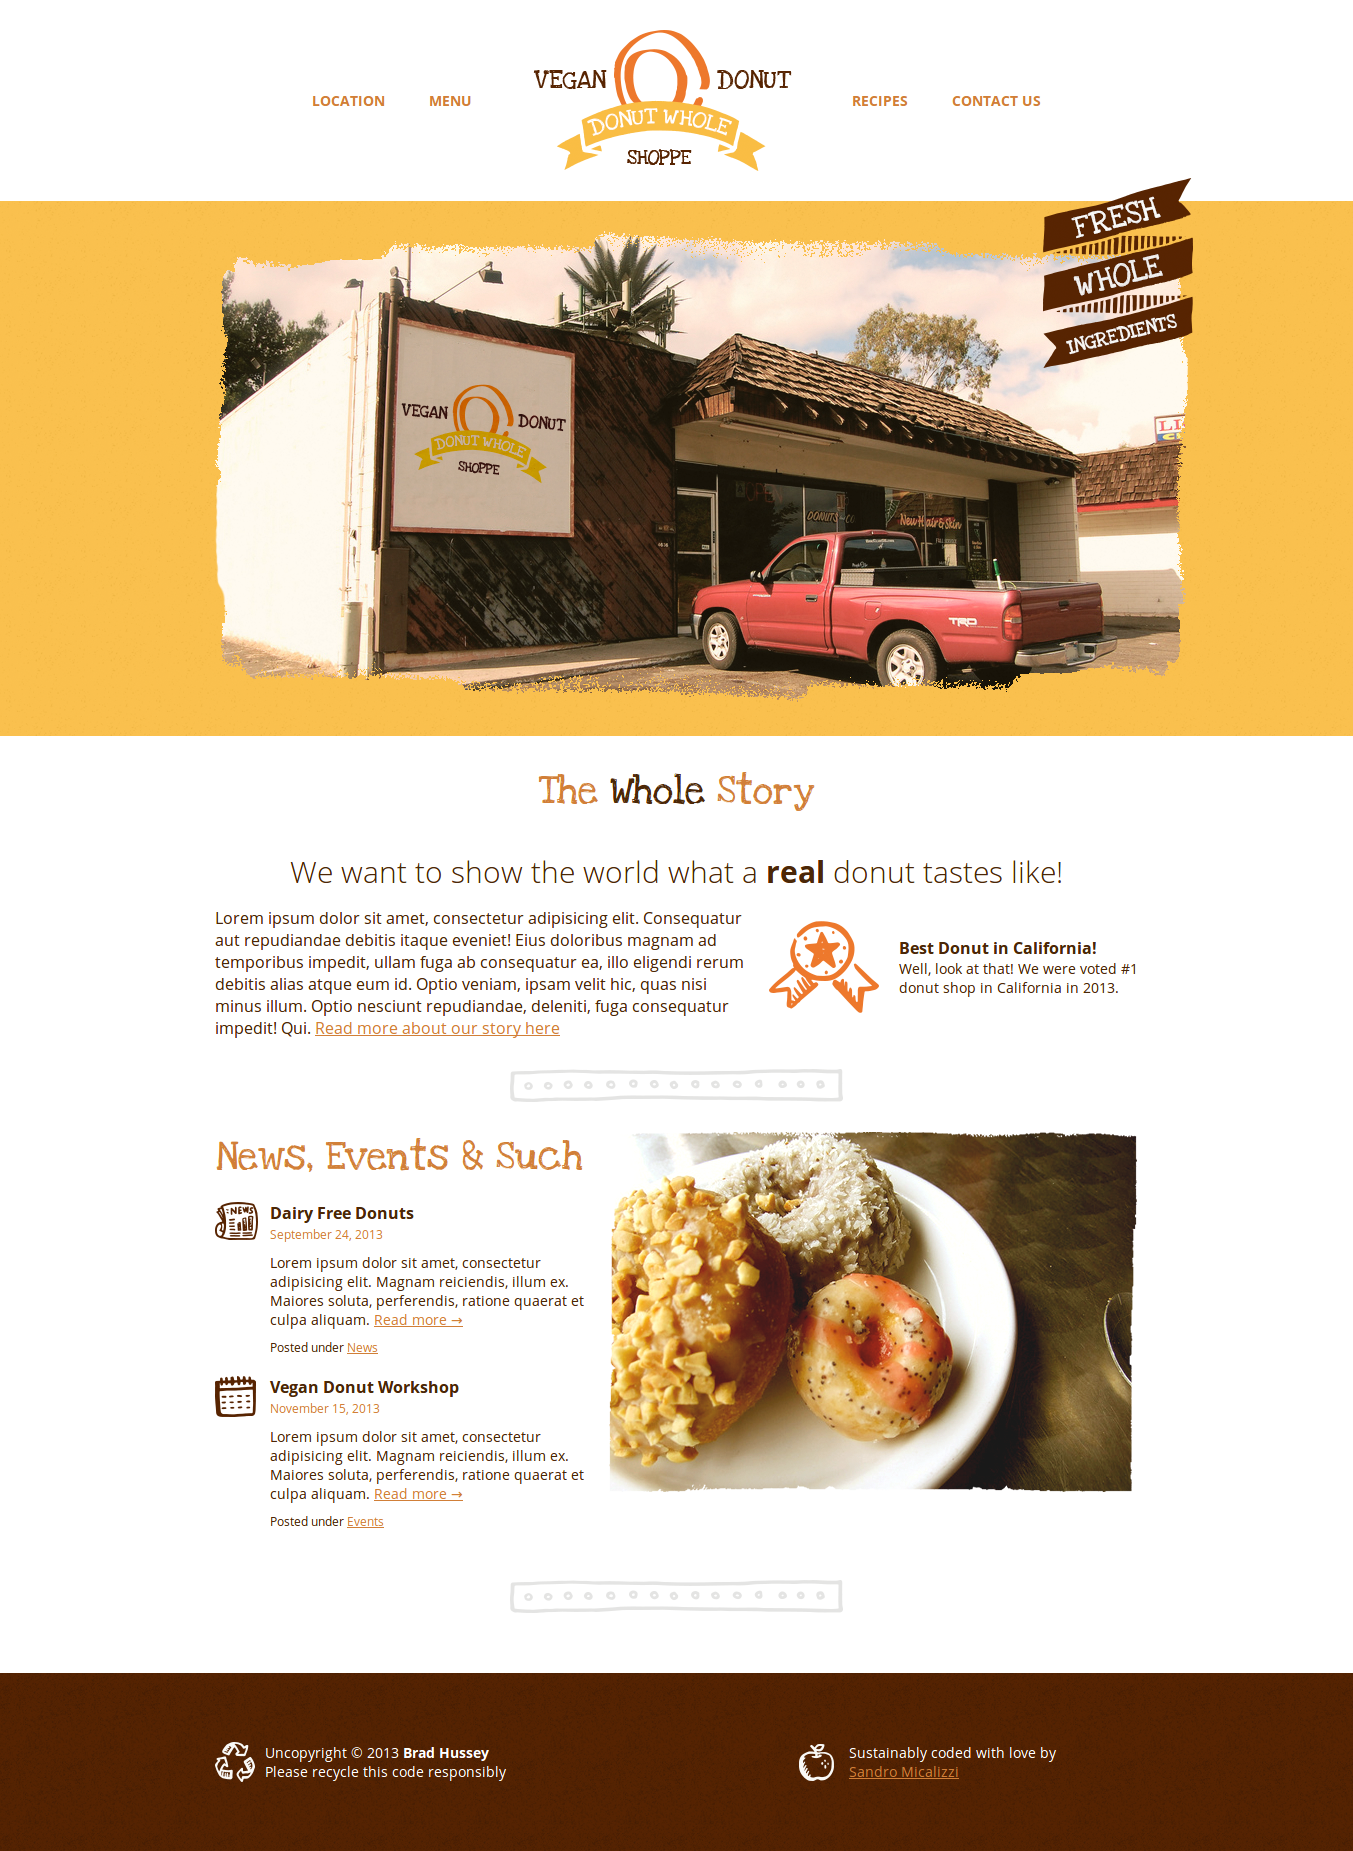 LOCATION
MENU
VEGAN DONUT
DONUT WHOLE
SHOPPE
RECIPES
CONTACT US
FRESH
WHOLE
INGREDIENTS
VEGAN DONUT
DONUT WHOLE
SHOPPE
DONUTS
New Hair & Skin
TRD
The Whole Story
We want to show the world what a real donut tastes like!
Lorem ipsum dolor sit amet, consectetur adipisicing elit. Consequatur
aut repudiandae debitis itaque eveniet! Eius doloribus magnam ad
temporibus impedit, ullam fuga ab consequatur ea, illo eligendi rerum
debitis alias atque eum id. Optio veniam, ipsam velit hic, quas nisi
minus illum. Optio nesciunt repudiandae, deleniti, fuga consequatur
impedit! Qui. Read more about our story here
Best Donut in California!
Well, look at that! We were voted #1
donut shop in California in 2013.
News, Events & Such
NEWS
Dairy Free Donuts
September 24, 2013
Lorem ipsum dolor sit amet, consectetur
adipisicing elit. Magnam reiciendis, illum ex.
Maiores soluta, perferendis, ratione quaerat et
culpa aliquam. Read more →
Posted under News
Vegan Donut Workshop
November 15, 2013
Lorem ipsum dolor sit amet, consectetur
adipisicing elit. Magnam reiciendis, illum ex.
Maiores soluta, perferendis, ratione quaerat et
culpa aliquam. Read more →
Posted under Events
Uncopyright © 2013 Brad Hussey
Please recycle this code responsibly
Sustainably coded with love by
Sandro Micalizzi